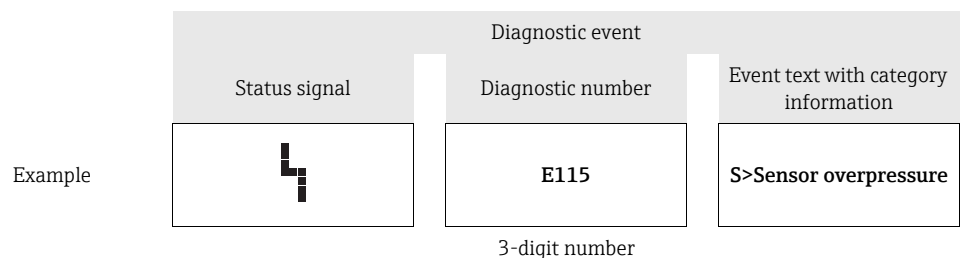 Diagnostic event
Status signal
Diagnostic number
Event text with category
information
Example
E115
S>Sensor overpressure
3-digit number